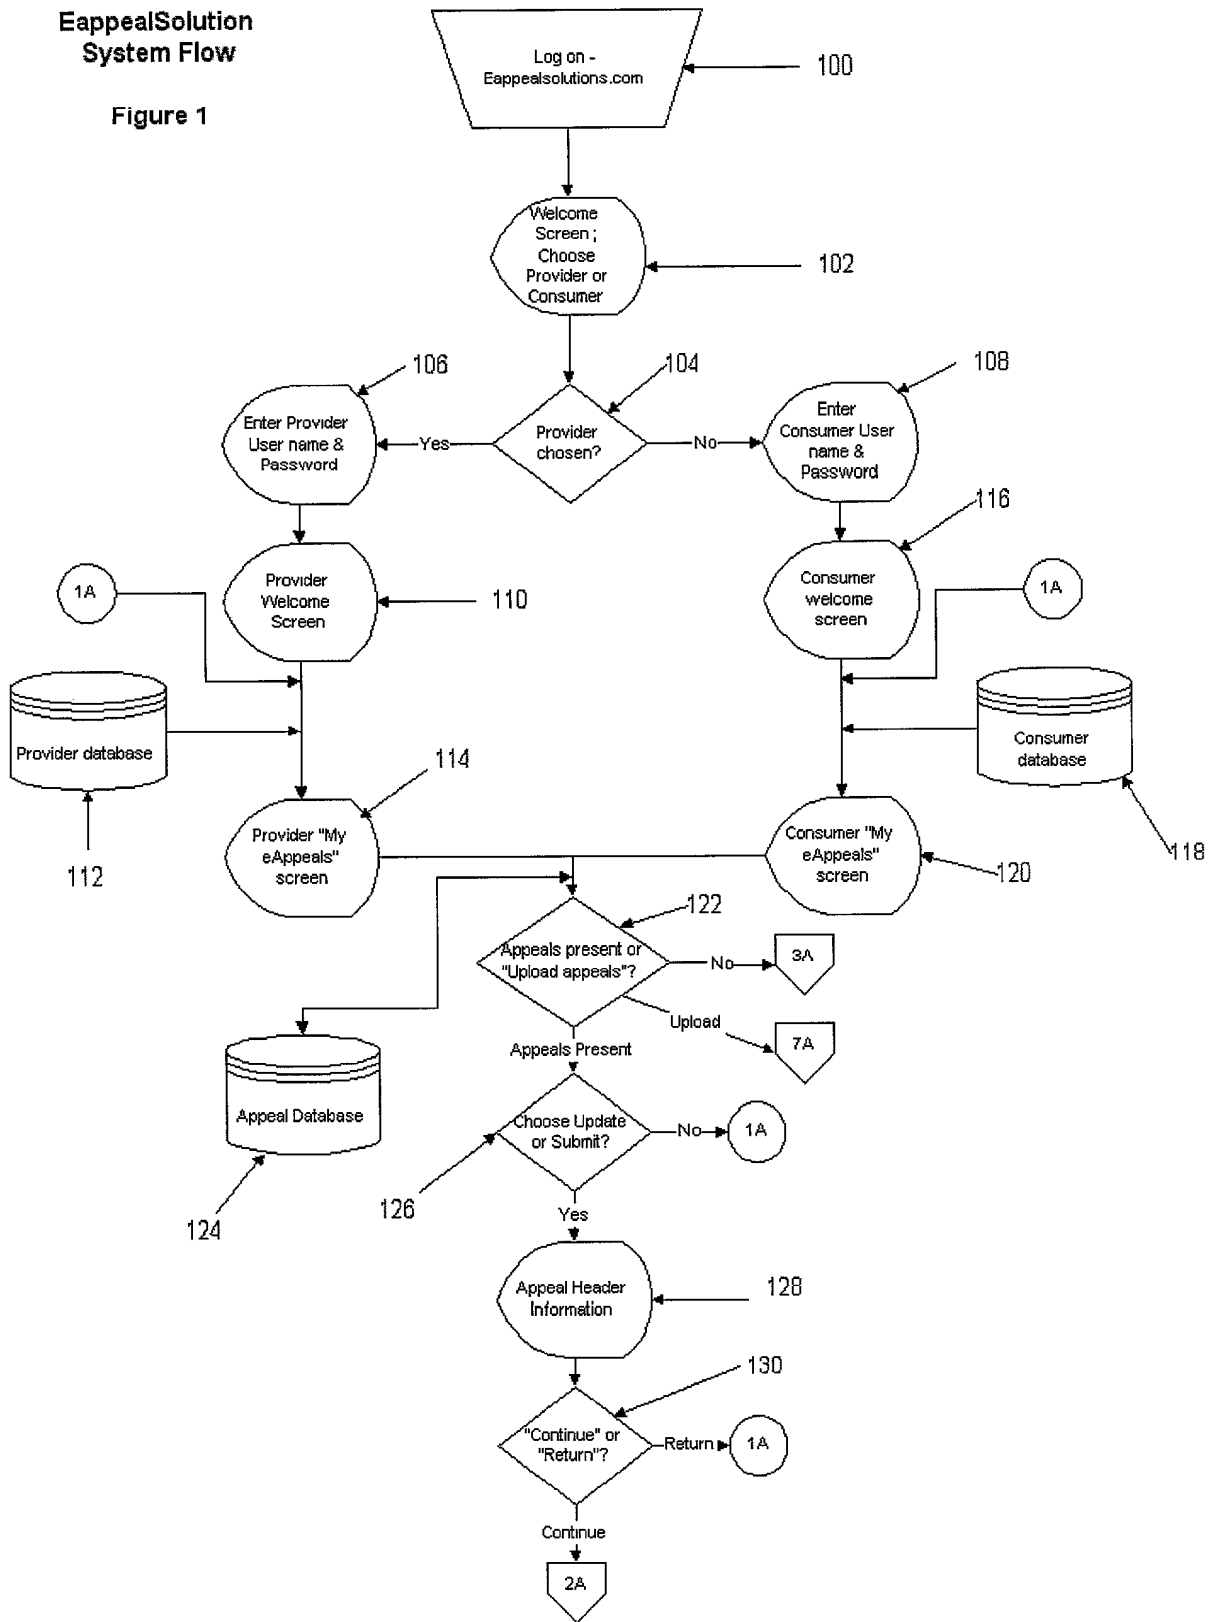 EappealSolution
System Flow
Figure 1
Log on -
Eappealsolutions.com
100
Welcome
Screen ;
Choose
Provider or
Consumer
102
106
104
108
Enter Provider
User name &
Password
Yes
Provider
chosen?
No
Enter
Consumer User
name &
Password
116
1A
Provider
Welcome
Screen
110
Consumer
welcome
screen
1A
Provider database
Consumer
database
114
112
Provider "My
eAppeals"
screen
Consumer "My
eAppeals"
screen
118
120
122
Appeals present or
"Upload appeals"?
No
3A
Upload
7A
Appeals Present
Appeal Database
Choose Update
or Submit?
No
1A
124
126
Yes
Appeal Header
Information
128
130
"Continue" or
"Return"?
Return
1A
Continue
2A